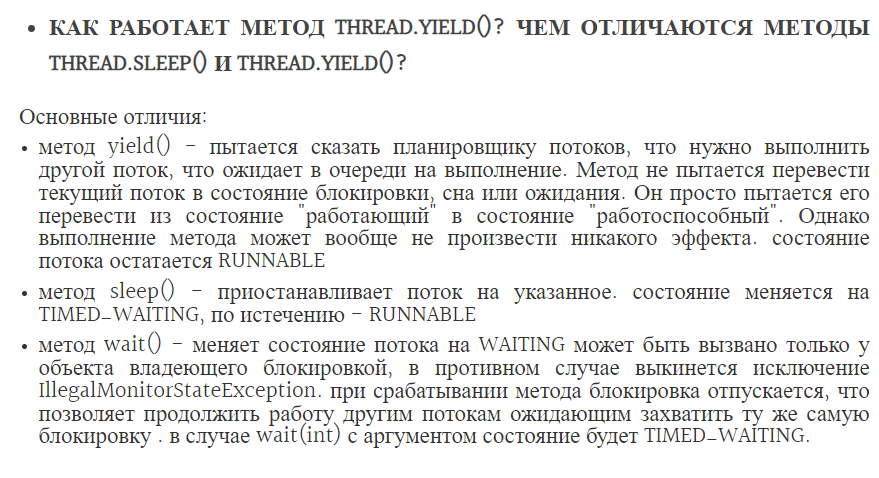 • КАК РАБОТАЕТ МЕТОД THREAD.YIELD()? ЧЕМ ОТЛИЧАЮТСЯ МЕТОДЫ
THREAD.SLEEP() И THREAD.YIELD()?
Основные отличия:
• метод yield() – пытается сказать планировщику потоков, что нужно выполнить
другой поток, что ожидает в очереди на выполнение. Метод не пытается перевести
текущий поток в состояние блокировки, сна или ожидания. Он просто пытается его
перевести из состояние "работающий" в состояние "работоспособный". Однако
выполнение метода может вообще не произвести никакого эффекта. состояние
потока остатается RUNNABLE
• метод sleep() – приостанавливает поток на указанное. состояние меняется на
TIMED_WAITING, по истечению – RUNNABLE
• метод wait() – меняет состояние потока на WAITING может быть вызвано только у
объекта владеющего блокировкой, в противном случае выкинется исключение
IllegalMonitorStateException. при срабатывании метода блокировка отпускается, что
позволяет продолжить работу другим потокам ожидающим захватить ту же самую
блокировку . в случае wait(int) с аргументом состояние будет TIMED_WAITING.